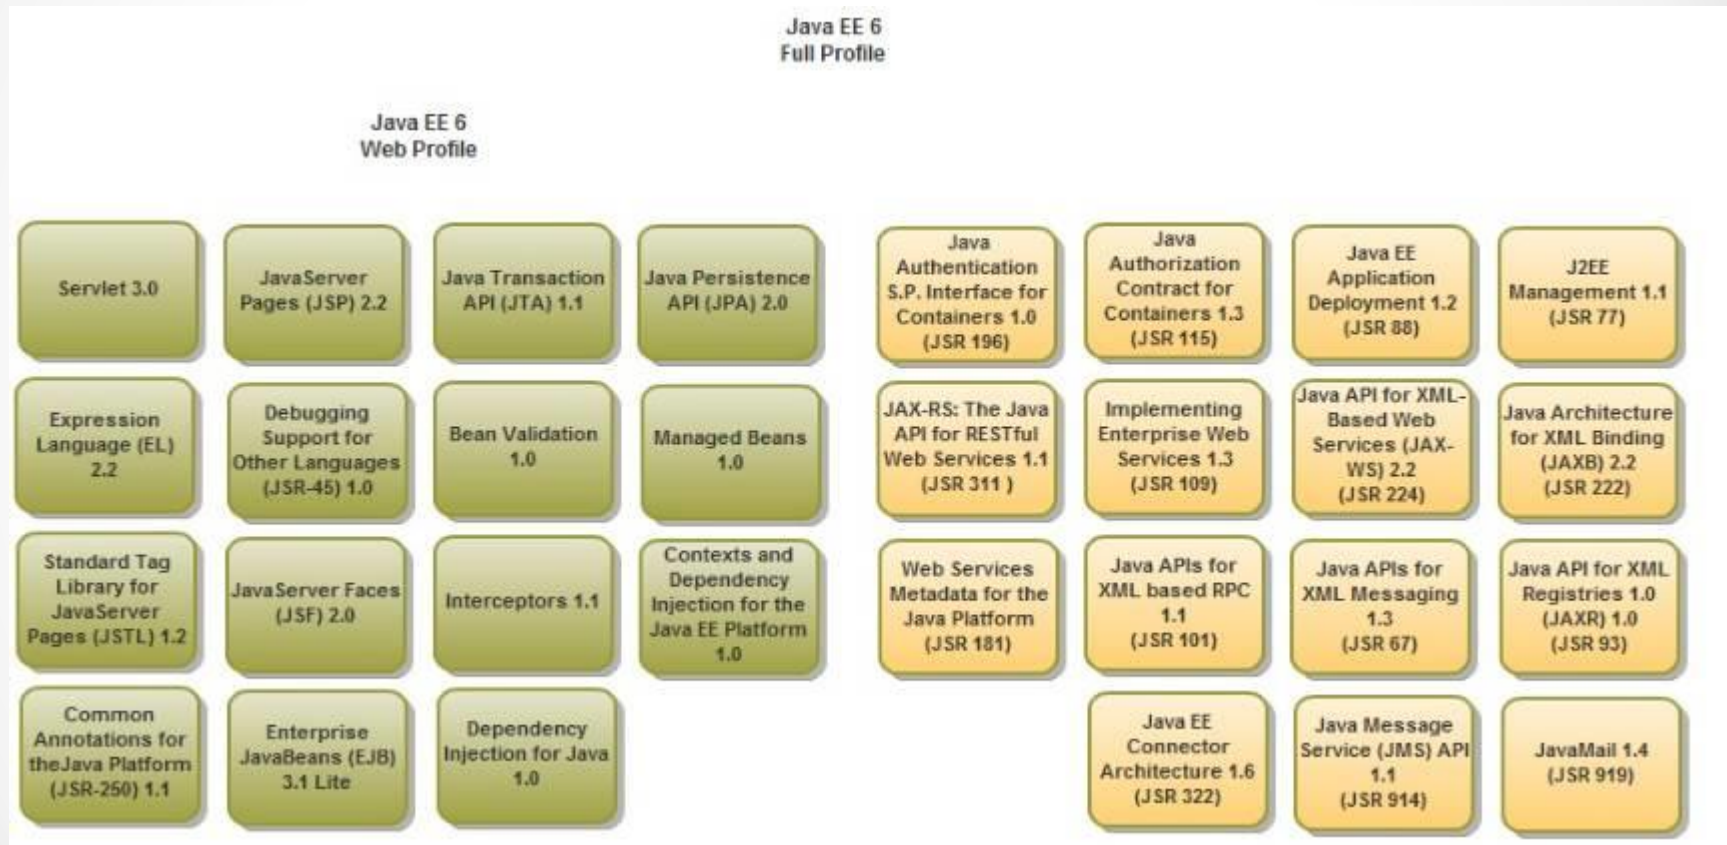 Java EE 6
Full Profile
Java EE 6
Web Profile
Servlet 3.0
JavaServer
Pages (JSP) 2.2
Java Transaction
API (JTA) 1.1
Java Persistence
API (JPA) 2.0
Java
Authentication
S.P. Interface for
Containers 1.0
(JSR 196)
Java
Authorization
Contract for
Containers 1.3
(JSR 115)
Java EE
Application
Deployment 1.2
(JSR 88)
J2EE
Management 1.1
(JSR 77)
Expression
Language (EL)
2.2
Debugging
Support for
Other Languages
(JSR-45) 1.0
Bean Validation
1.0
Managed Beans
1.0
JAX-RS: The Java
API for RESTful
Web Services 1.1
(JSR 311 )
Implementing
Enterprise Web
Services 1.3
(JSR 109)
Java API for XML-
Based Web
Services (JAX-
WS) 2.2
(JSR 224)
Java Architecture
for XML Binding
(JAXB) 2.2
(JSR 222)
Standard Tag
Library for
JavaServer
Pages (JSTL) 1.2
JavaServer Faces
(JSF) 2.0
Interceptors 1.1
Contexts and
Dependency
Injection for the
Java EE Platform
1.0
Web Services
Metadata for the
Java Platform
(JSR 181)
Java APIs for
XML based RPC
1.1
(JSR 101)
Java APIs for
XML Messaging
1.3
(JSR 67)
Java API for XML
Registries 1.0
(JAXR) 1.0
(JSR 93)
Common
Annotations for
theJava Platform
(JSR-250) 1.1
Enterprise
JavaBeans (EJB)
3.1 Lite
Dependency
Injection for Java
1.0
Java EE
Connector
Architecture 1.6
(JSR 322)
Java Message
Service (JMS) API
1.1
(JSR 914)
JavaMail 1.4
(JSR 919)